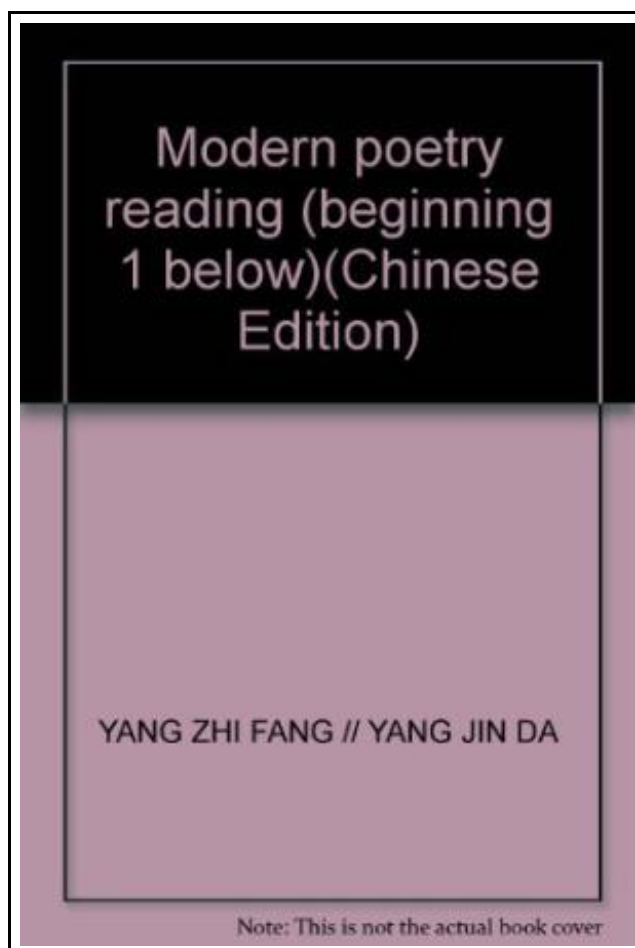 Modern poetry
reading (beginning
1 below)(Chinese
Edition)
YANG ZHI FANG // YANG JIN DA
Note: This is not the actual book cover